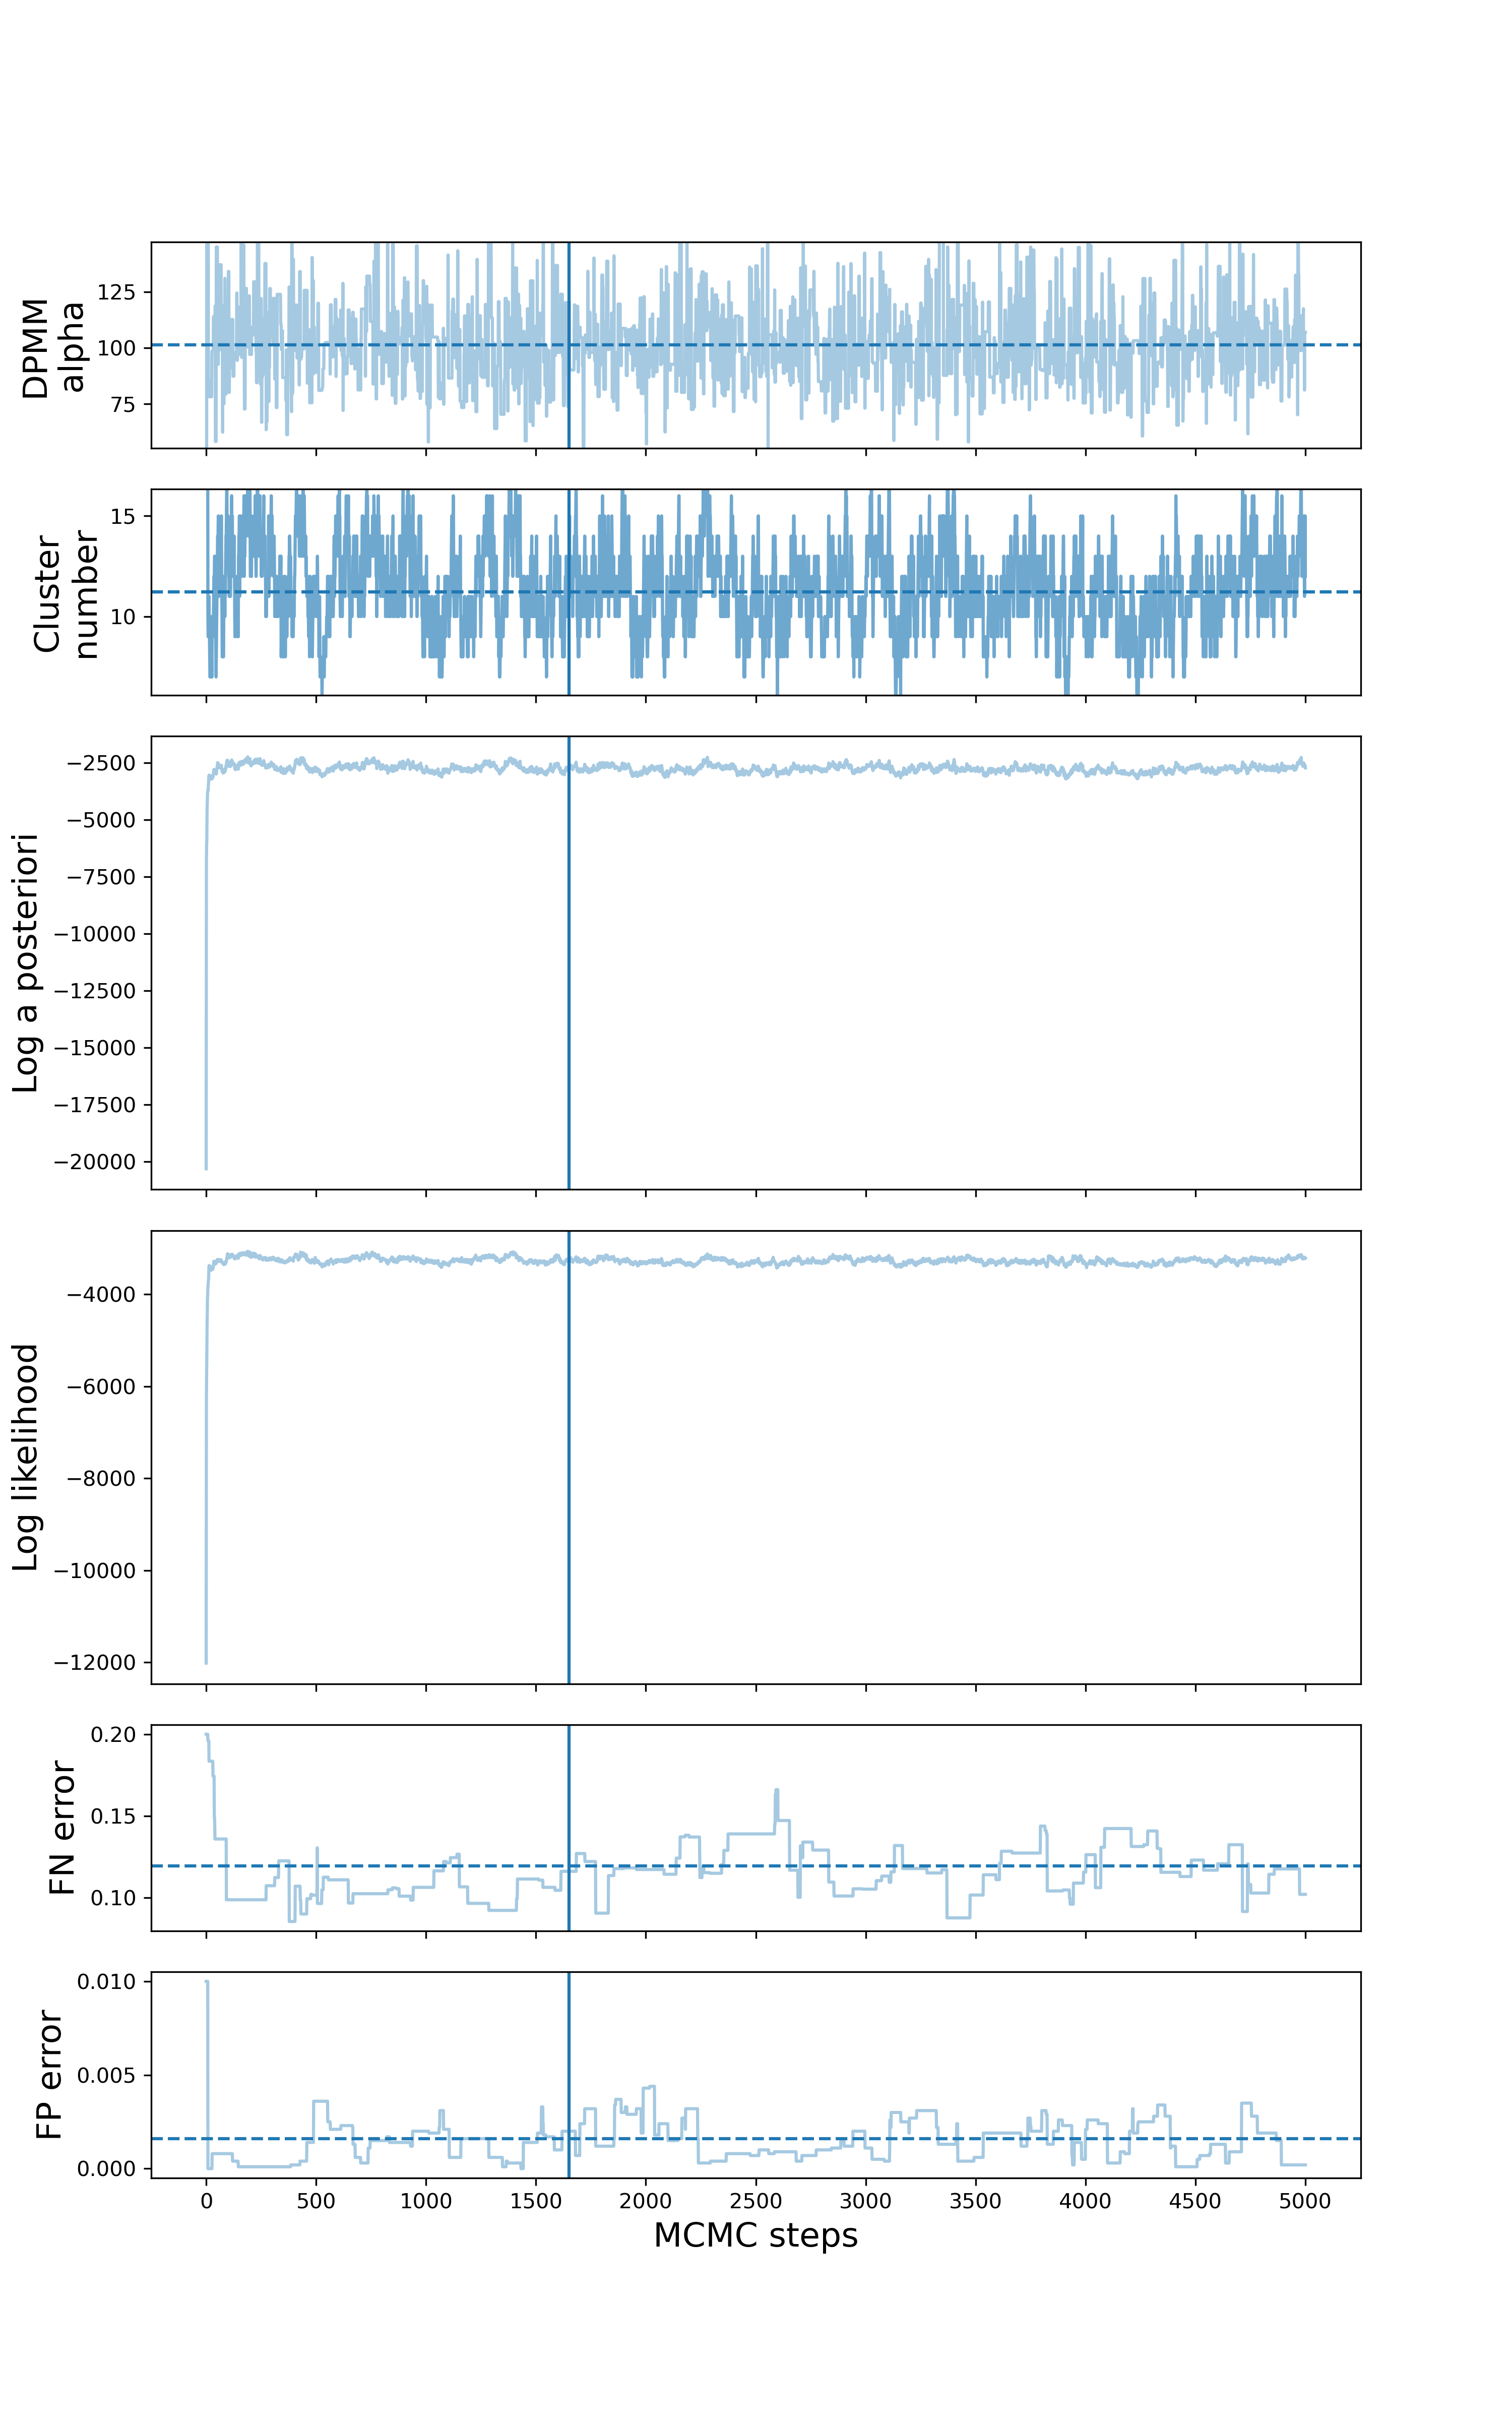 DPMM
alpha
125
100
75
Cluster
number
15
10
Log a posteriori
−2500
−5000
−7500
−10000
−12500
−15000
−17500
−20000
Log likelihood
−4000
−6000
−8000
−10000
−12000
FN error
0.20
0.15
0.10
FP error
0.010
0.005
0.000
0 500 1000 1500 2000 2500 3000 3500 4000 4500 5000
MCMC steps